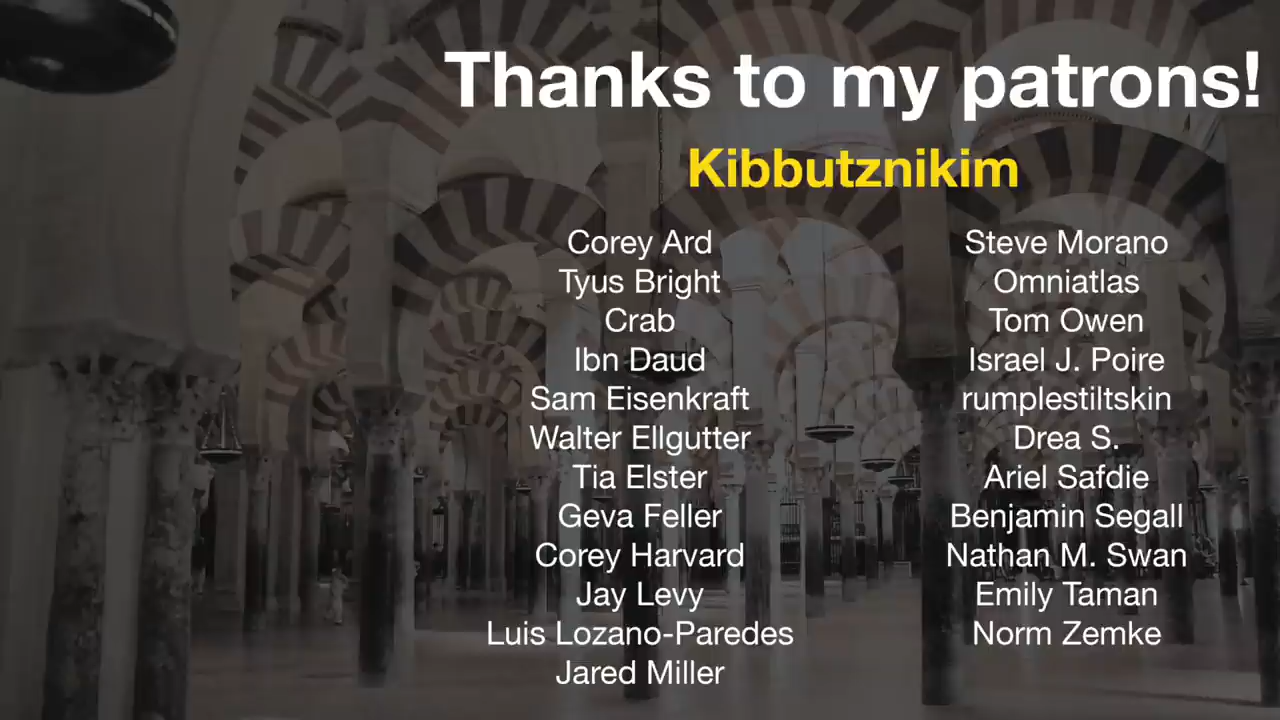 Thanks to my patrons!
Kibbutznikim
Corey Ard
Tyus Bright
Crab
Ibn Daud
Sam Eisenkraft
Walter Ellgutter
Tia Elster
Geva Feller
Corey Harvard
Jay Levy
Luis Lozano-Paredes
Jared Miller
Steve Morano
Omniatlas
Tom Owen
Israel J. Poire
rumplestiltskin
Drea S.
Ariel Safdie
Benjamin Segall
Nathan M. Swan
Emily Taman
Norm Zemke